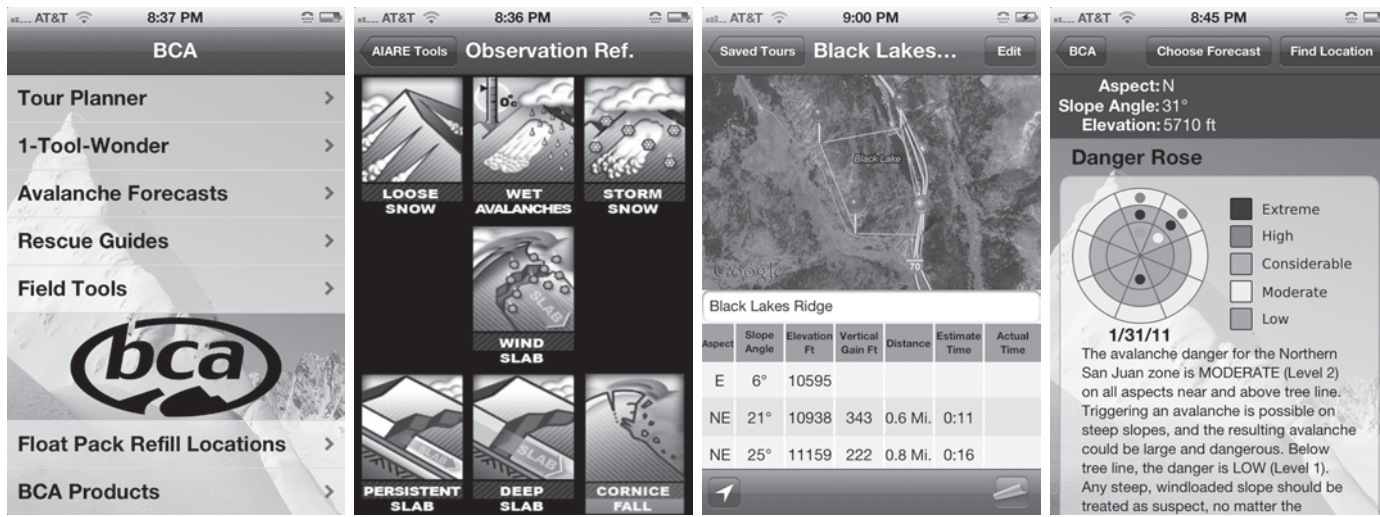 AT&T 8:37 PM
BCA
Tour Planner
1-Tool-Wonder
Avalanche Forecasts
Rescue Guides
Field Tools
bca
Float Pack Refill Locations
BCA Products
AT&T 8:36 PM
AIARE Tools Observation Ref.
0°c
LOOSE SNOW
WET AVALANCHES
STORM SNOW
SLAB
WIND SLAB
SLAB
PERSISTENT SLAB
SLAB
DEEP SLAB
CORNICE FALL
AT&T 9:00 PM
Saved Tours Black Lakes... Edit
Black Lake
70
Google
Black Lakes Ridge
Aspect Slope Angle Elevation Ft Vertical Gain Ft Distance Estimate Time Actual Time
E 6° 10595
NE 21° 10938 343 0.6 Mi. 0:11
NE 25° 11159 222 0.8 Mi. 0:16
AT&T 8:45 PM
BCA Choose Forecast Find Location
Aspect: N
Slope Angle: 31°
Elevation: 5710 ft
Danger Rose
Extreme
High
Considerable
Moderate
Low
1/31/11
The avalanche danger for the Northern
San Juan zone is MODERATE (Level 2)
on all aspects near and above tree line.
Triggering an avalanche is possible on
steep slopes, and the resulting avalanche
could be large and dangerous. Below
tree line, the danger is LOW (Level 1).
Any steep, windloaded slope should be
treated as suspect, no matter the